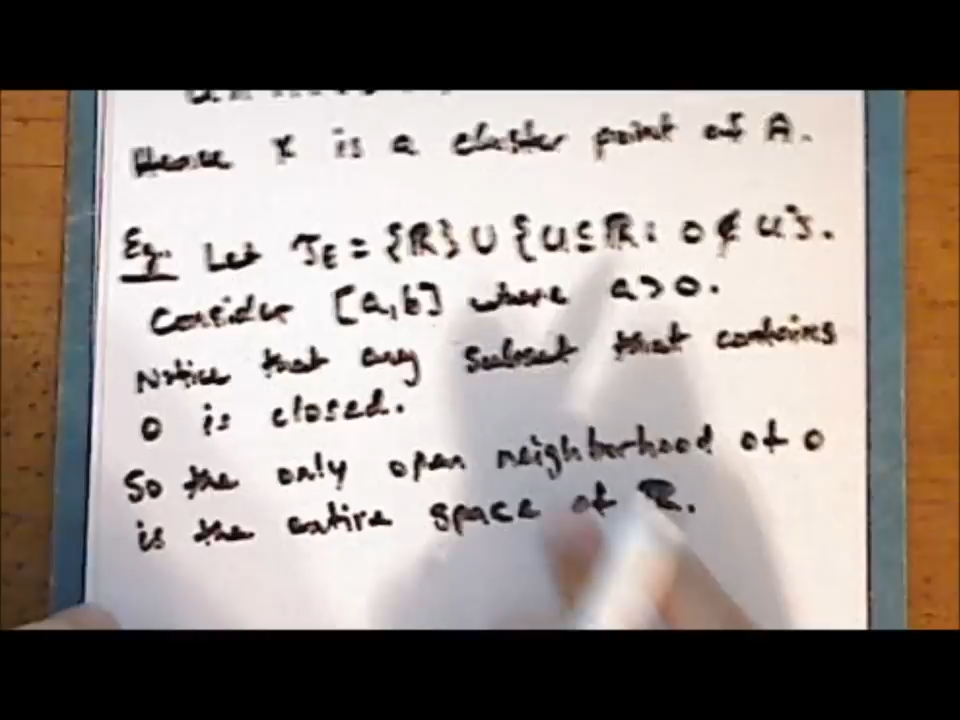 Hence x is a cluster point of A.
Eg. Let τE = {ℝ} ∪ {U ⊆ ℝ : 0 ∉ U}.
Consider [a,b] where a>0.
Notice that any subset that contains
0 is closed.
So the only open neighborhood of 0
is the entire space of ℝ.